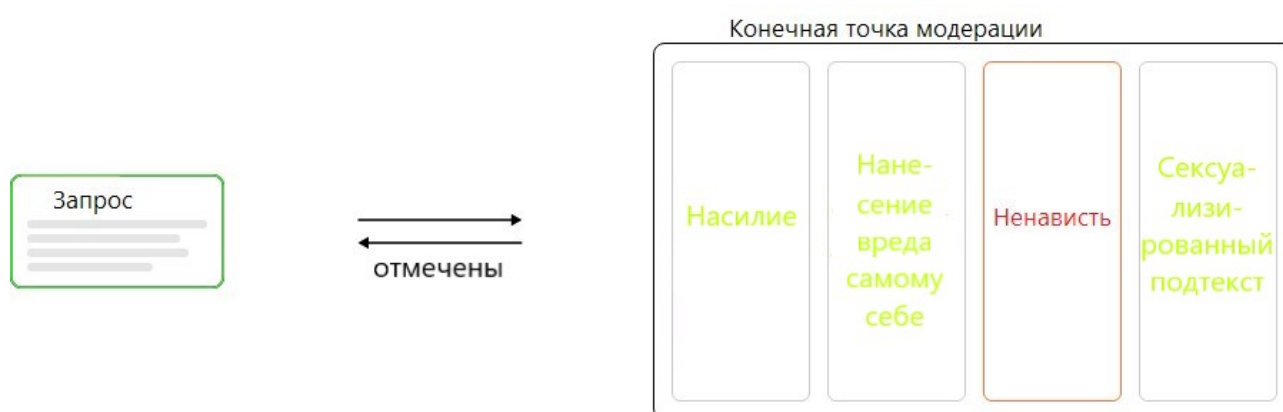 Конечная точка модерации
Запрос
отмечены
Насилие
Нане-
сение
вреда
самому
себе
Ненависть
Сексуа-
лизи-
рованный
подтекст